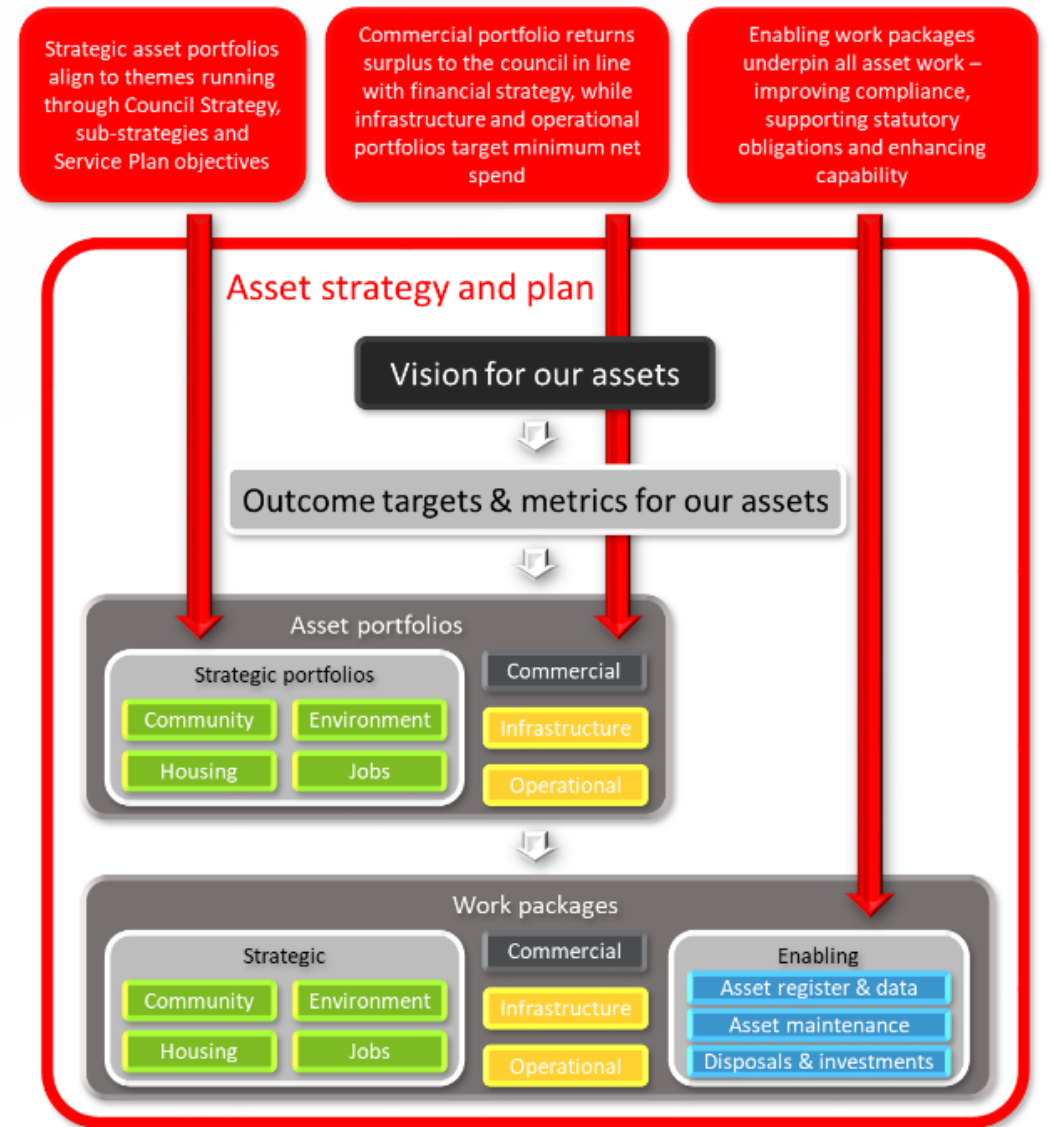 Strategic asset portfolios
align to themes running
through Council Strategy,
sub-strategies and
Service Plan objectives
Commercial portfolio returns
surplus to the council in line
with financial strategy, while
infrastructure and operational
portfolios target minimum net
spend
Enabling work packages
underpin all asset work –
improving compliance,
supporting statutory
obligations and enhancing
capability
Asset strategy and plan
Vision for our assets
Outcome targets & metrics for our assets
Asset portfolios
Strategic portfolios
Community
Environment
Housing
Jobs
Commercial
Infrastructure
Operational
Work packages
Strategic
Community
Environment
Housing
Jobs
Commercial
Infrastructure
Operational
Enabling
Asset register & data
Asset maintenance
Disposals & investments